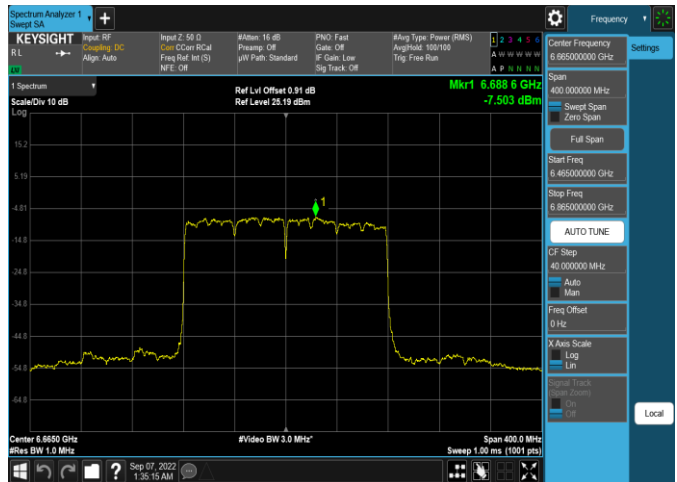 Spectrum Analyzer 1
Swept SA
+
Frequency
KEYSIGHT
Input: RF
Input Z: 50 Ω
#Atten: 16 dB
PNO: Fast
#Avg Type: Power (RMS)
1 2 3 4 5 6
RL
Coupling: DC
Corr CCorr RCal
Preamp: Off
Gate: Off
Avg|Hold: 100/100
A W W W W W
Align: Auto
Freq Ref: Int (S)
µW Path: Standard
IF Gain: Low
Trig: Free Run
NFE: Off
Sig Track: Off
A P N N N N
1 Spectrum
Ref Lvl Offset 0.91 dB
Mkr1 6.688 6 GHz
Scale/Div 10 dB
Ref Level 25.19 dBm
-7.503 dBm
Log
15.2
5.19
-4.81
-14.8
-24.8
-34.8
-44.8
-54.8
-64.8
1
Center 6.6650 GHz
#Video BW 3.0 MHz*
Span 400.0 MHz
#Res BW 1.0 MHz
Sweep 1.00 ms (1001 pts)
Sep 07, 2022
1:35:15 AM
?
Center Frequency
6.665000000 GHz
Settings
Span
400.000000 MHz
Swept Span
Zero Span
Full Span
Start Freq
6.465000000 GHz
Stop Freq
6.865000000 GHz
AUTO TUNE
CF Step
40.000000 MHz
Auto
Man
Freq Offset
0 Hz
X Axis Scale
Log
Lin
Signal Track
(Span Zoom)
On
Off
Local